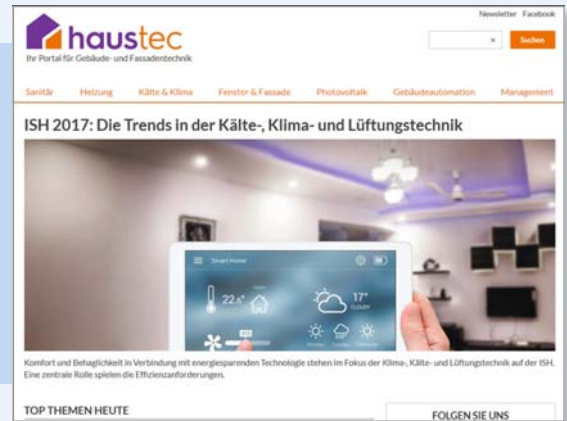 Newsletter Facebook
haustec
Ihr Portal für Gebäude- und Fassadentechnik
Suchen
Sanitär Heizung Kälte & Klima Fenster & Fassade Photovoltaik Gebäudeautomation Management
ISH 2017: Die Trends in der Kälte-, Klima- und Lüftungstechnik
Smart Home
22.5°
17°
CLOUDY
Komfort und Behaglichkeit in Verbindung mit energiesparenden Technologie stehen im Fokus der Klima-, Kälte- und Lüftungstechnik auf der ISH.
Eine zentrale Rolle spielen die Effizienzanforderungen.
TOP THEMEN HEUTE
FOLGEN SIE UNS